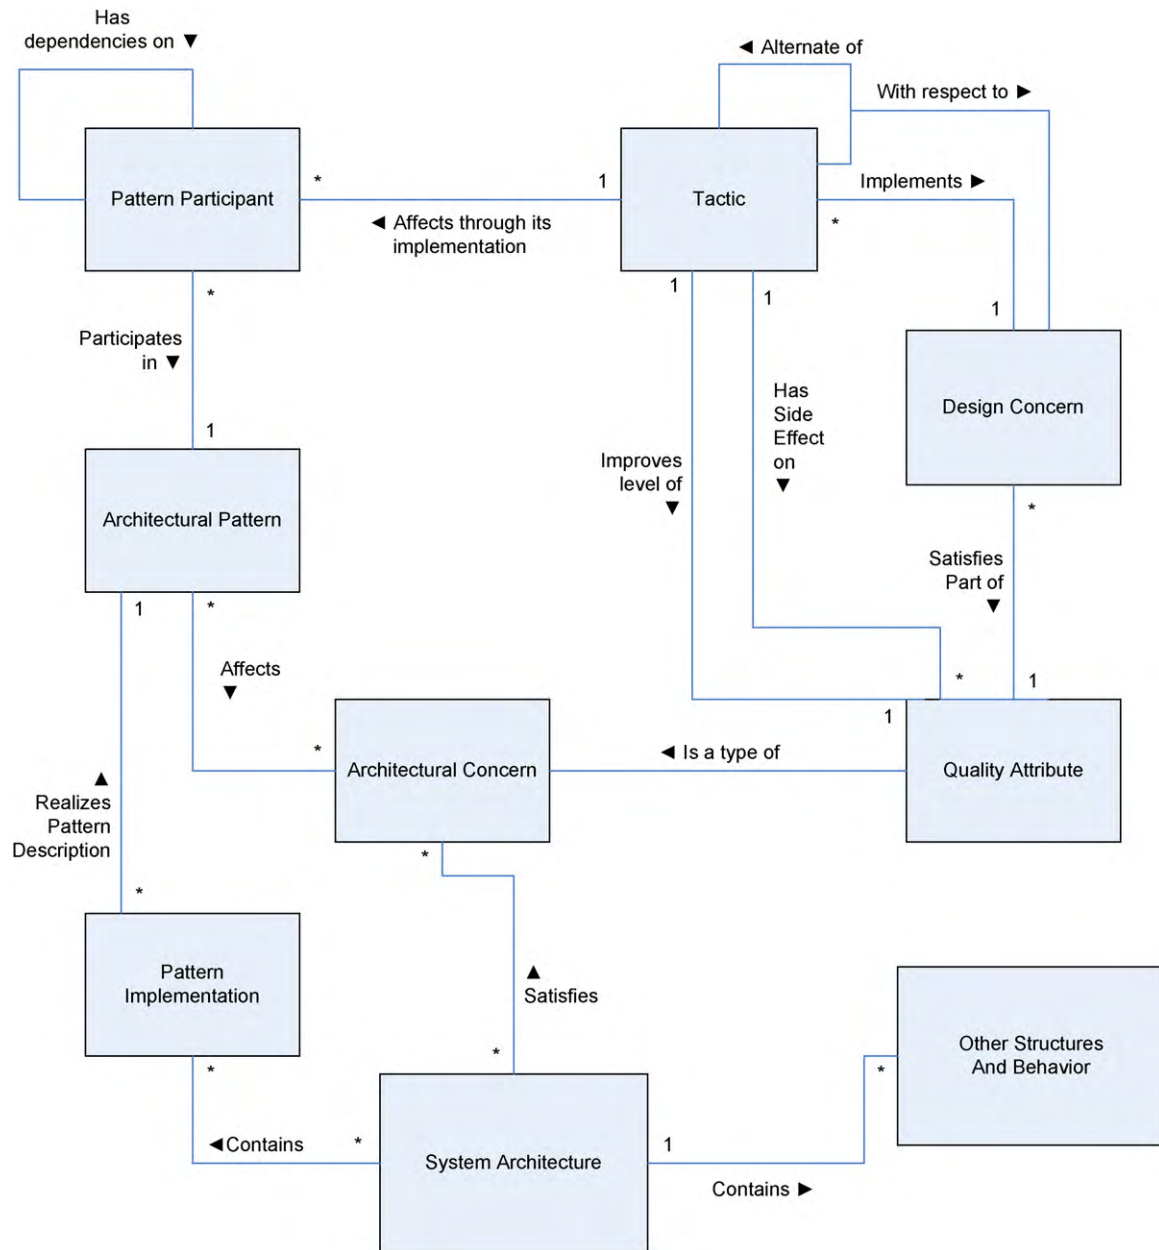 Has
dependencies on ▼
◄ Alternate of
With respect to ►
Pattern Participant
*
1
Tactic
Implements ►
*
◄ Affects through its
implementation
*
1
1
1
Participates
in ▼
Has
Side
Effect
on
▼
Design Concern
1
Improves
level of
▼
*
Architectural Pattern
Satisfies
Part of
▼
1
*
Affects
▼
*
1
1
*
Architectural Concern
◄ Is a type of
Quality Attribute
▲
Realizes
Pattern
Description
*
*
Pattern
Implementation
▲
Satisfies
*
*
Other Structures
And Behavior
*
◄Contains
*
System Architecture
1
Contains ►